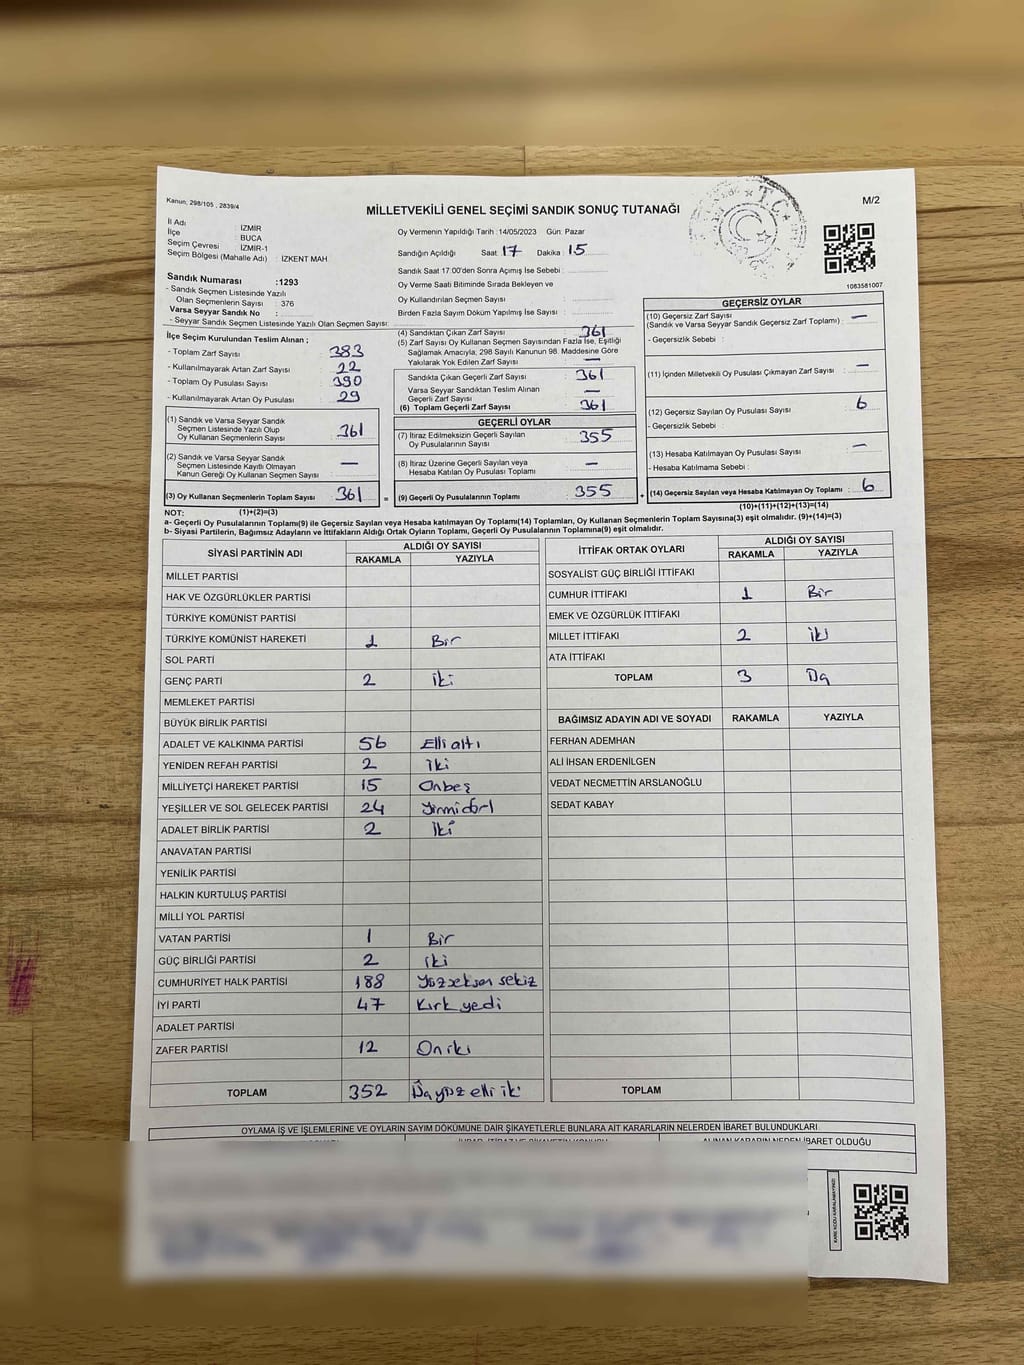 Kanun; 298/105 , 2839/4
MİLLETVEKİLİ GENEL SEÇİMİ SANDIK SONUÇ TUTANAĞI
M/2
T.C.
İl Adı : İZMİR
İlçe : BUCA
Seçim Çevresi : İZMİR-1
Seçim Bölgesi (Mahalle Adı) : İZKENT MAH
Sandık Numarası :1293
- Sandık Seçmen Listesinde Yazılı
Olan Seçmenlerin Sayısı : 376
Varsa Seyyar Sandık No :
- Seyyar Sandık Seçmen Listesinde Yazılı Olan Seçmen Sayısı:
Oy Vermenin Yapıldığı Tarih :14/05/2023 Gün: Pazar
Sandığın Açıldığı Saat 17 Dakika : 15
Sandık Saat 17.00'den Sonra Açımış İse Sebebi :
Oy Verme Saati Bitiminde Sırada Bekleyen ve
Oy Kullandırılan Seçmen Sayısı :
Birden Fazla Sayım Döküm Yapılmış İse Sayısı :
1083581007
İlçe Seçim Kurulundan Teslim Alınan ;
- Toplam Zarf Sayısı : 383
- Kullanılmayarak Artan Zarf Sayısı : 22
- Toplam Oy Pusulası Sayısı : 390
- Kullanılmayarak Artan Oy Pusulası : 29
(1) Sandık ve Varsa Seyyar Sandık
Seçmen Listesinde Yazılı Olup
Oy Kullanan Seçmenlerin Sayısı : 361
(2) Sandık ve Varsa Seyyar Sandık
Seçmen Listesinde Kayıtlı Olmayan
Kanun Gereği Oy Kullanan Seçmen Sayısı : —
(3) Oy Kullanan Seçmenlerin Toplam Sayısı : 361 =
(4) Sandıktan Çıkan Zarf Sayısı : 361
(5) Zarf Sayısı Oy Kullanan Seçmen Sayısından Fazla İse, Eşitliği
Sağlamak Amacıyla; 298 Sayılı Kanunun 98. Maddesine Göre
Yakılarak Yok Edilen Zarf Sayısı : —
Sandıkta Çıkan Geçerli Zarf Sayısı : 361
Varsa Seyyar Sandıktan Teslim Alınan
Geçerli Zarf Sayısı : —
(6) Toplam Geçerli Zarf Sayısı : 361
GEÇERLİ OYLAR
(7) İtiraz Edilmeksizin Geçerli Sayılan
Oy Pusulalarının Sayısı : 355
(8) İtiraz Üzerine Geçerli Sayılan veya
Hesaba Katılan Oy Pusulası Toplamı : —
(9) Geçerli Oy Pusulalarının Toplamı : 355 +
GEÇERSİZ OYLAR
(10) Geçersiz Zarf Sayısı : —
(Sandık ve Varsa Seyyar Sandık Geçersiz Zarf Toplamı)
- Geçersizlik Sebebi :
(11) İçinden Milletvekili Oy Pusulası Çıkmayan Zarf Sayısı : —
(12) Geçersiz Sayılan Oy Pusulası Sayısı : 6
- Geçersizlik Sebebi :
(13) Hesaba Katılmayan Oy Pusulası Sayısı : —
- Hesaba Katılmama Sebebi :
(14) Geçersiz Sayılan veya Hesaba Katılmayan Oy Toplamı : 6
NOT: (1)+(2)=(3)
(10)+(11)+(12)+(13)=(14)
a- Geçerli Oy Pusulalarının Toplamı(9) ile Geçersiz Sayılan veya Hesaba katılmayan Oy Toplamı(14) Toplamları, Oy Kullanan Seçmenlerin Toplam Sayısına(3) eşit olmalıdır. (9)+(14)=(3)
b- Siyasi Partilerin, Bağımsız Adayların ve İttifakların Aldığı Ortak Oyların Toplamı, Geçerli Oy Pusulalarının Toplamına(9) eşit olmalıdır.
SİYASİ PARTİNİN ADI ALDIĞI OY SAYISI
RAKAMLA YAZIYLA
MİLLET PARTİSİ
HAK VE ÖZGÜRLÜKLER PARTİSİ
TÜRKİYE KOMÜNİST PARTİSİ
TÜRKİYE KOMÜNİST HAREKETİ 1 Bir
SOL PARTİ
GENÇ PARTİ 2 iki
MEMLEKET PARTİSİ
BÜYÜK BİRLİK PARTİSİ
ADALET VE KALKINMA PARTİSİ 56 Elli altı
YENİDEN REFAH PARTİSİ 2 iki
MİLLİYETÇİ HAREKET PARTİSİ 15 Onbeş
YEŞİLLER VE SOL GELECEK PARTİSİ 24 Yirmidört
ADALET BİRLİK PARTİSİ 2 iki
ANAVATAN PARTİSİ
YENİLİK PARTİSİ
HALKIN KURTULUŞ PARTİSİ
MİLLİ YOL PARTİSİ
VATAN PARTİSİ 1 Bir
GÜÇ BİRLİĞİ PARTİSİ 2 iki
CUMHURİYET HALK PARTİSİ 188 Yüzseksen sekiz
İYİ PARTİ 47 Kırk yedi
ADALET PARTİSİ
ZAFER PARTİSİ 12 On iki
TOPLAM 352 Üçyüz elli iki
İTTİFAK ORTAK OYLARI ALDIĞI OY SAYISI
RAKAMLA YAZIYLA
SOSYALİST GÜÇ BİRLİĞİ İTTİFAKI
CUMHUR İTTİFAKI 1 Bir
EMEK VE ÖZGÜRLÜK İTTİFAKI
MİLLET İTTİFAKI 2 iki
ATA İTTİFAKI
TOPLAM 3 Üç
BAĞIMSIZ ADAYIN ADI VE SOYADI RAKAMLA YAZIYLA
FERHAN ADEMHAN
ALİ İHSAN ERDENİLGEN
VEDAT NECMETTİN ARSLANOĞLU
SEDAT KABAY
TOPLAM
OYLAMA İŞ VE İŞLEMLERİNE VE OYLARIN SAYIM DÖKÜMÜNE DAİR ŞİKAYETLERLE BUNLARA AİT KARARLARIN NELERDEN İBARET BULUNDUKLARI
ALINAN KARARIN NEDEN İBARET OLDUĞU